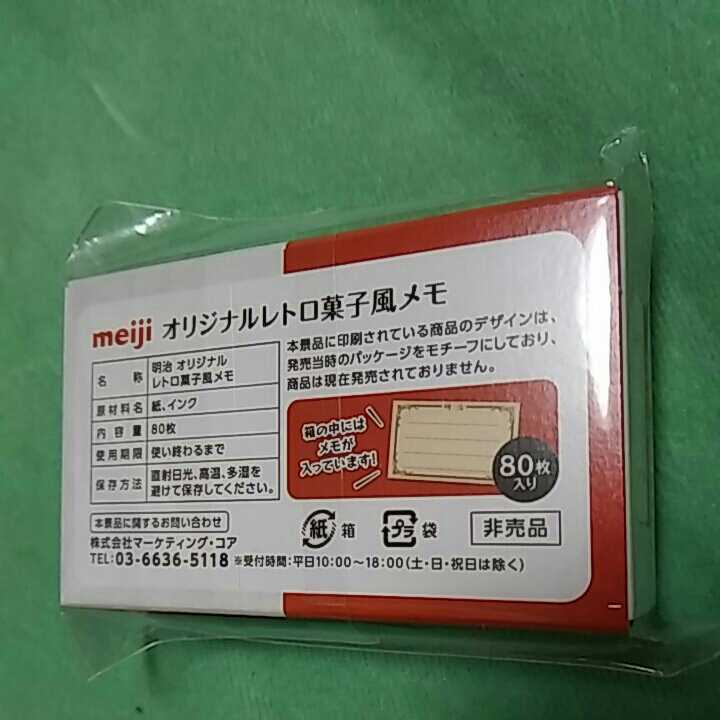 meiji オリジナルレトロ菓子風メモ
名称 明治 オリジナル
レトロ菓子風メモ
原材料名 紙、インク
内容量 80枚
使用期限 使い終わるまで
保存方法 直射日光、高温、多湿を
避けて保存してください。
本景品に関するお問い合わせ
株式会社マーケティング・コア
TEL:03-6636-5118 ※受付時間:平日10:00〜18:00(土・日・祝日は除く)
本景品に印刷されている商品のデザインは、
発売当時のパッケージをモチーフにしており、
商品は現在発売されておりません。
箱の中には
メモが
入っています!
80枚
入り
紙 箱
プラ 袋
非売品